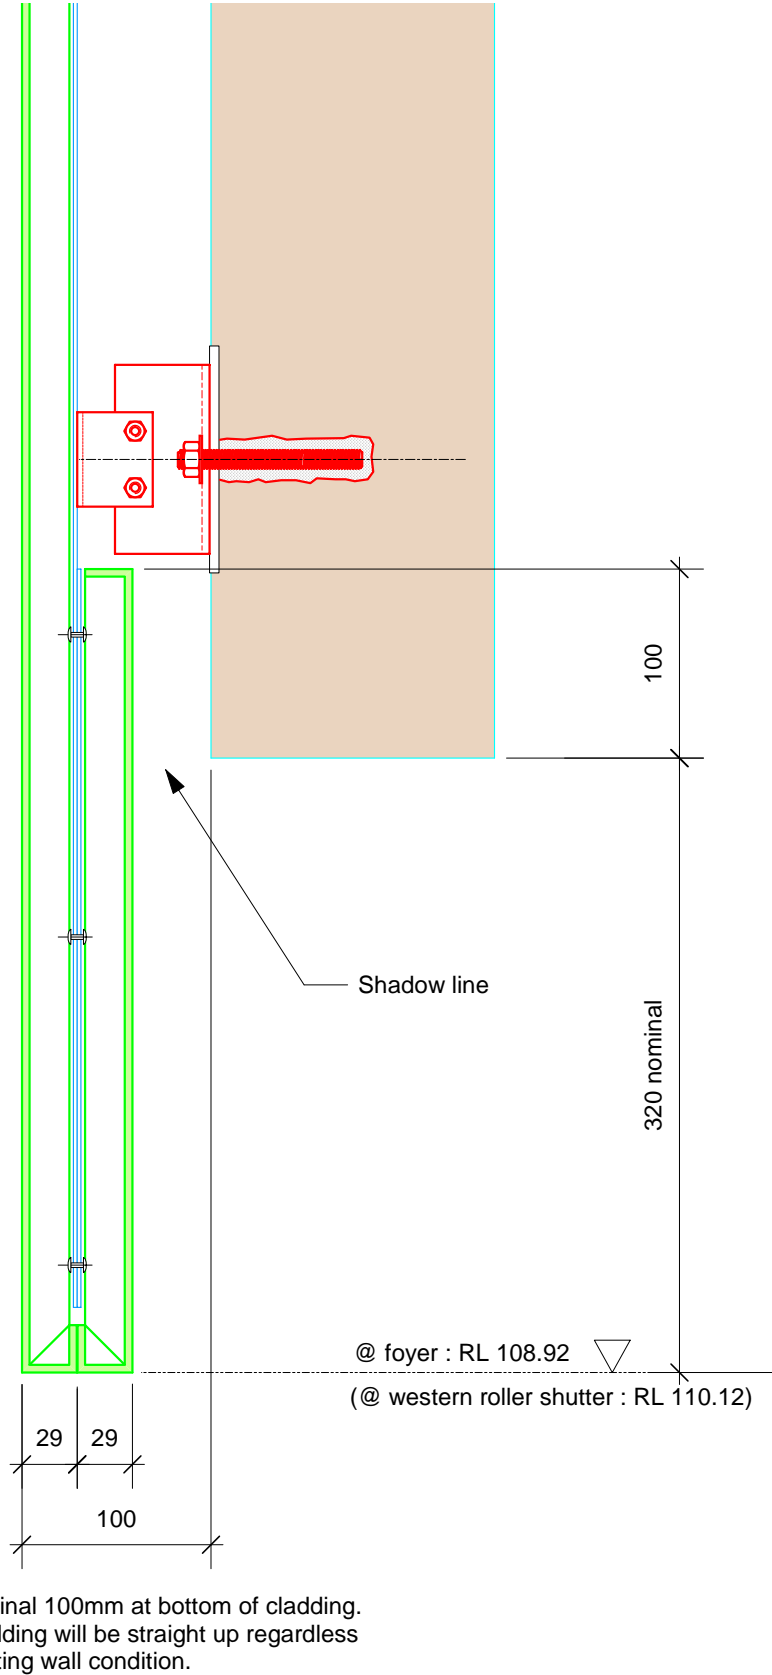 100
Shadow line
320 nominal
@ foyer : RL 108.92
(@ western roller shutter : RL 110.12)
29 29
100
inal 100mm at bottom of cladding.
dding will be straight up regardless
ting wall condition.